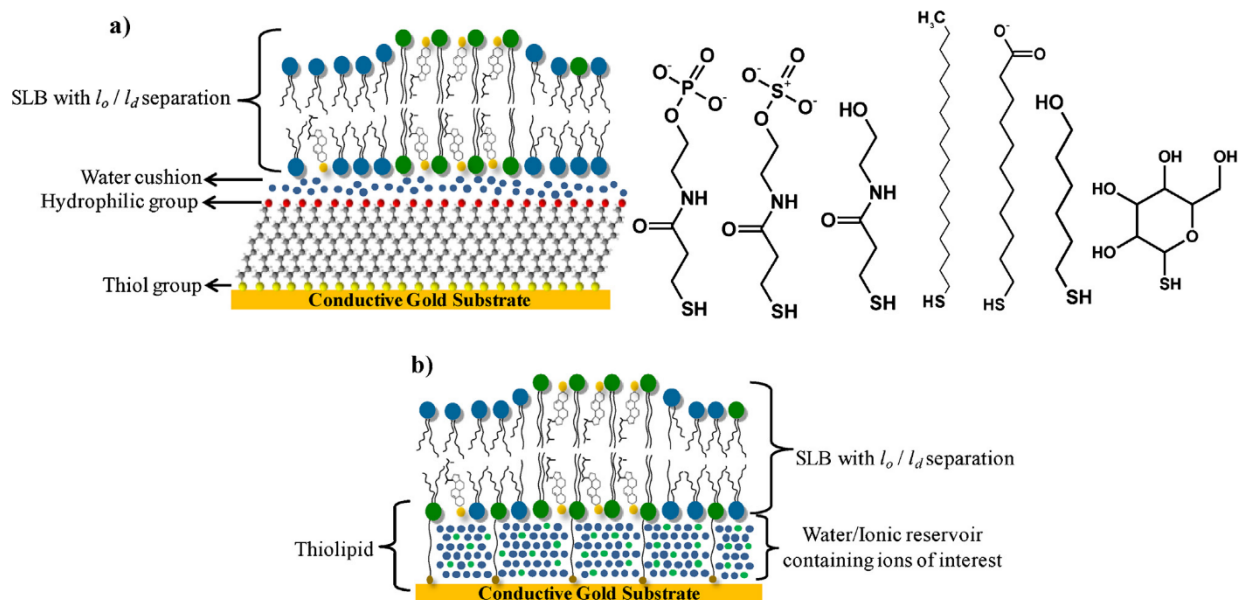 a)
SLB with lo / ld separation
Water cushion
Hydrophilic group
Thiol group
Conductive Gold Substrate
O
O⁻
P
O⁻
O
NH
O
SH
O
O⁻
S⁺
O⁻
O
NH
O
SH
HO
NH
O
SH
H₃C
HS
O⁻
O
HS
HO
SH
OH
OH
HO
HO
O
SH
b)
SLB with lo / ld separation
Thiolipid
Water/Ionic reservoir
containing ions of interest
Conductive Gold Substrate